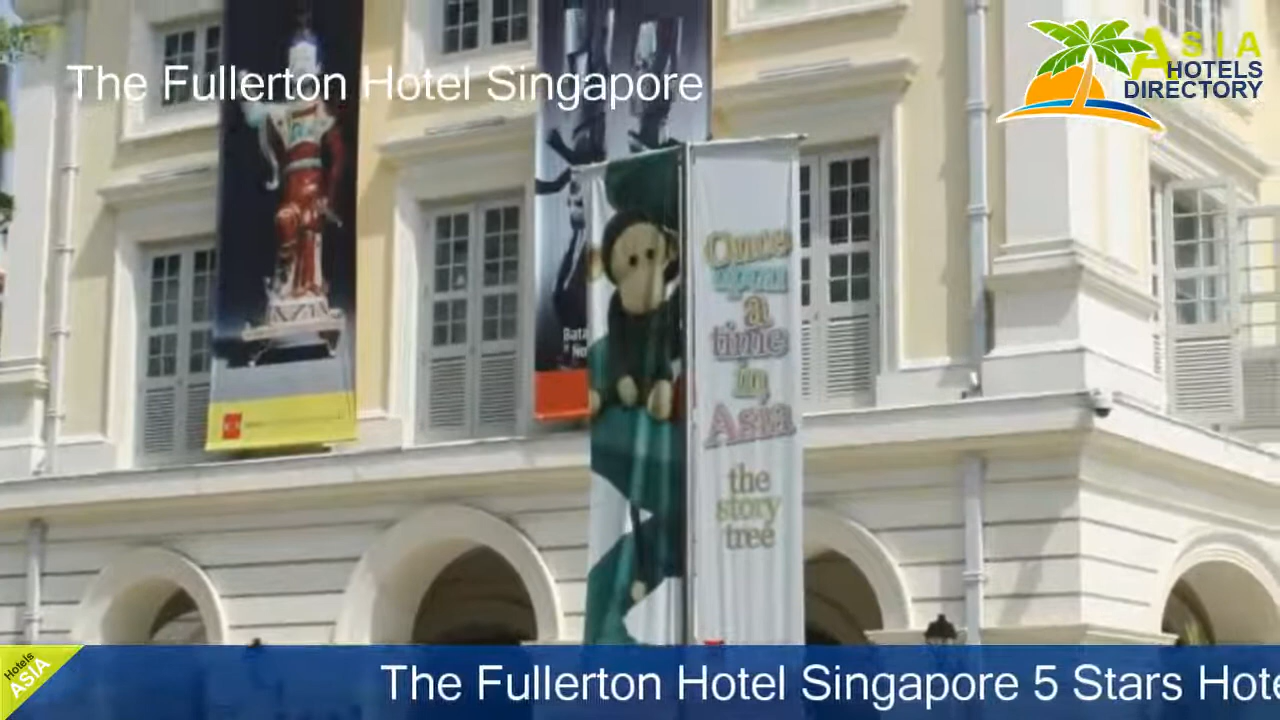 The Fullerton Hotel Singapore
ASIA
HOTELS
DIRECTORY
Once
upon
a
time
in
Asia
the
story
tree
Hotels
ASIA
The Fullerton Hotel Singapore 5 Stars Hote